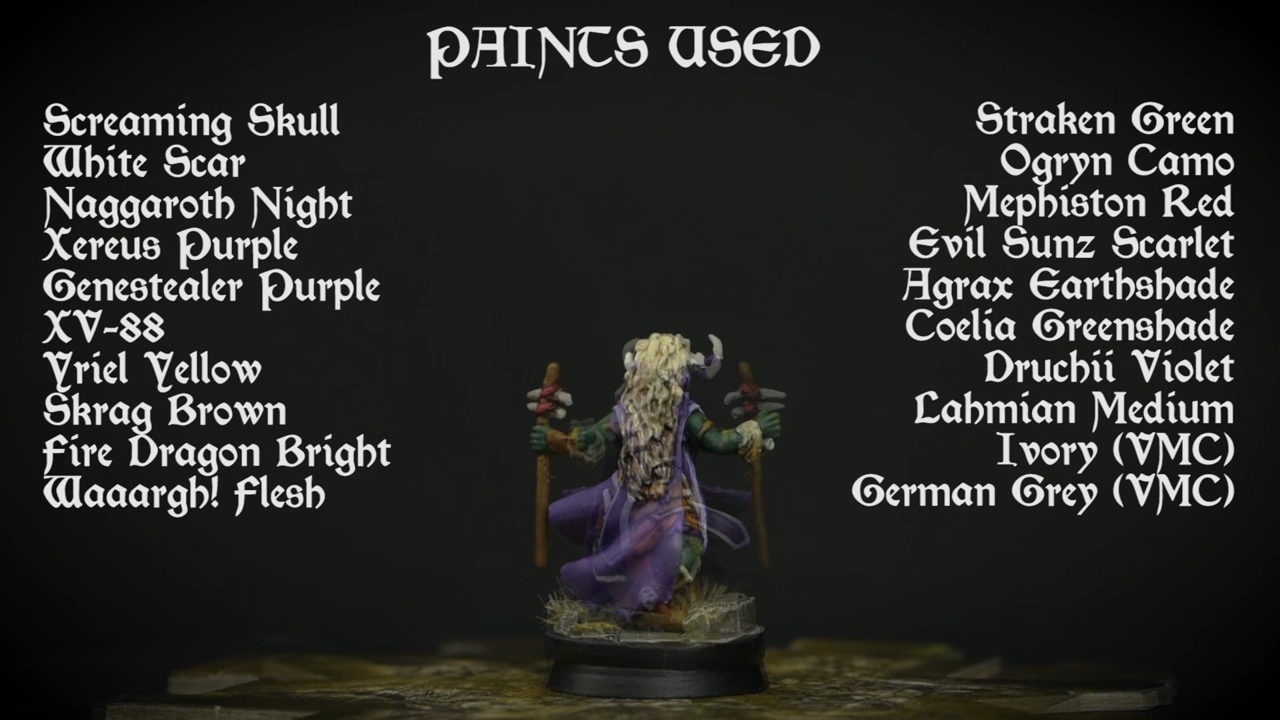 PAINTS USED
Screaming Skull
White Scar
Naggaroth Night
Xereus Purple
Genestealer Purple
XV-88
Yriel Yellow
Skrag Brown
Fire Dragon Bright
Waaargh! Flesh
Straken Green
Ogryn Camo
Mephiston Red
Evil Sunz Scarlet
Agrax Earthshade
Coelia Greenshade
Druchii Violet
Lahmian Medium
Ivory (VMC)
German Grey (VMC)